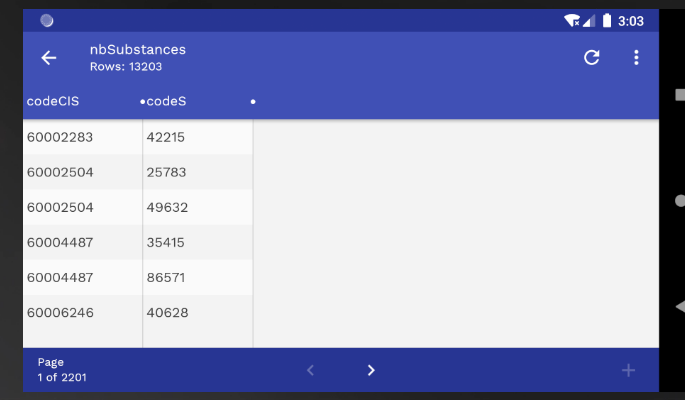 3:03
nbSubstances
Rows: 13203
codeCIS •codeS •
60002283 42215
60002504 25783
60002504 49632
60004487 35415
60004487 86571
60006246 40628
Page
1 of 2201